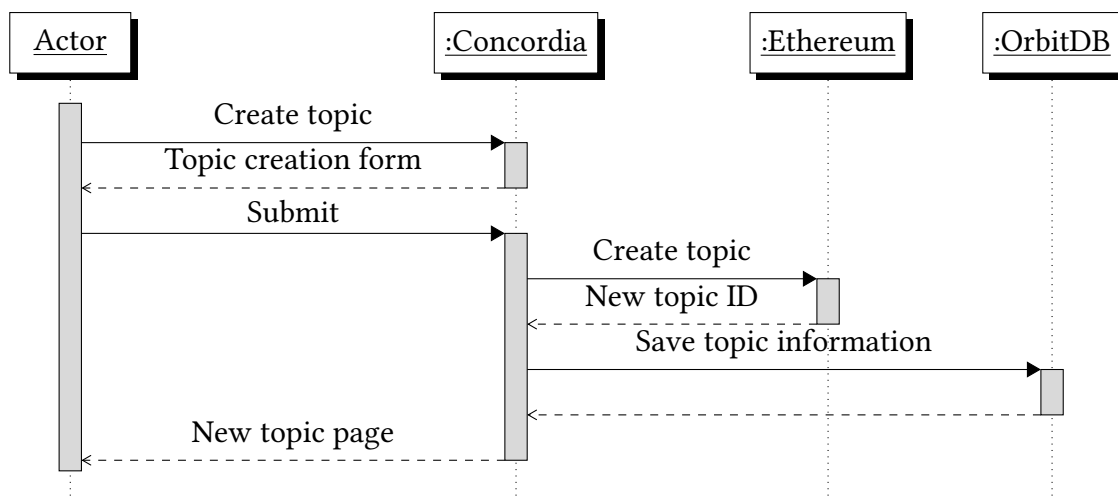 Actor
:Concordia
:Ethereum
:OrbitDB
Create topic
Topic creation form
Submit
Create topic
New topic ID
Save topic information
New topic page